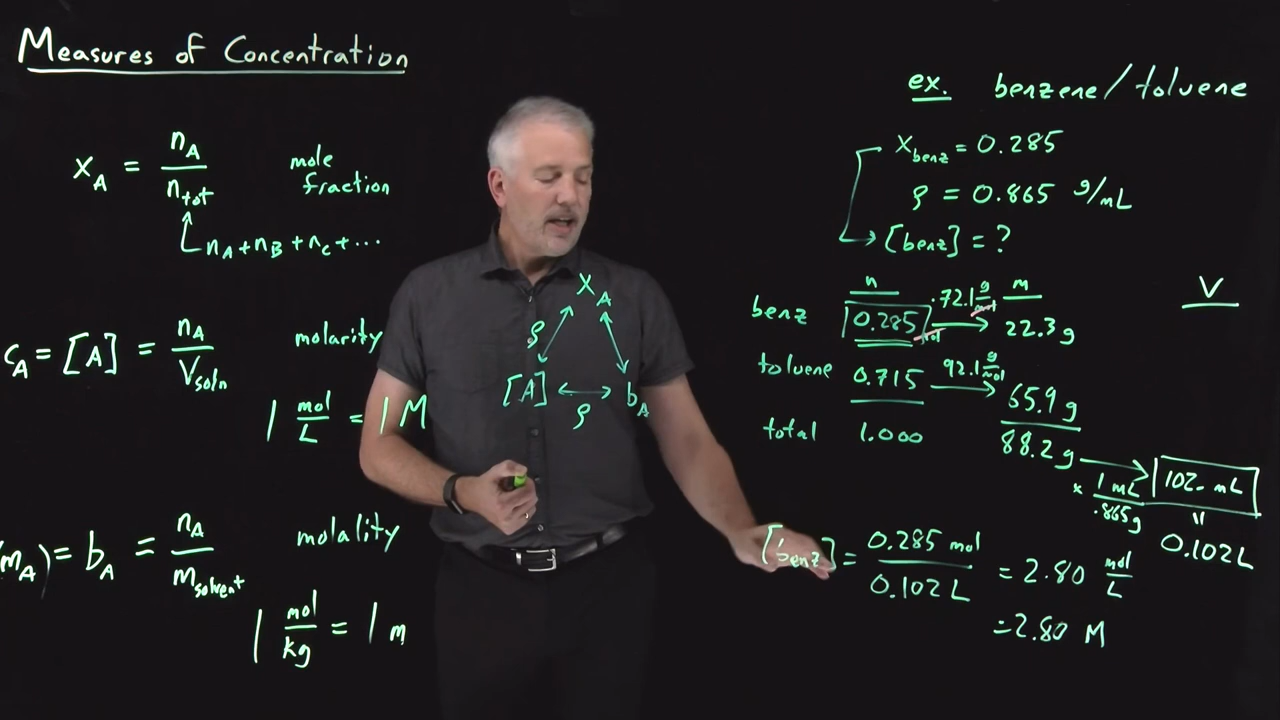 Measures of Concentration
x_A = n_A / n_tot mole fraction
n_A + n_B + n_C + ...
c_A = [A] = n_A / V_soln molarity
1 mol/L = 1 M
(m_A) = b_A = n_A / m_solvent molality
1 mol/kg = 1 m
x_A
ρ
[A] ↔ b_A
ρ
ex. benzene/toluene
x_benz = 0.285
ρ = 0.865 g/mL
[benz] = ?
n m V
benz 0.285 mol · 72.1 g/mol → 22.3 g
toluene 0.715 92.1 g/mol → 65.9 g
total 1.000 88.2 g → 102. mL
× 1 mL / .865 g
" 0.102 L
[benz] = 0.285 mol / 0.102 L = 2.80 mol/L
= 2.80 M